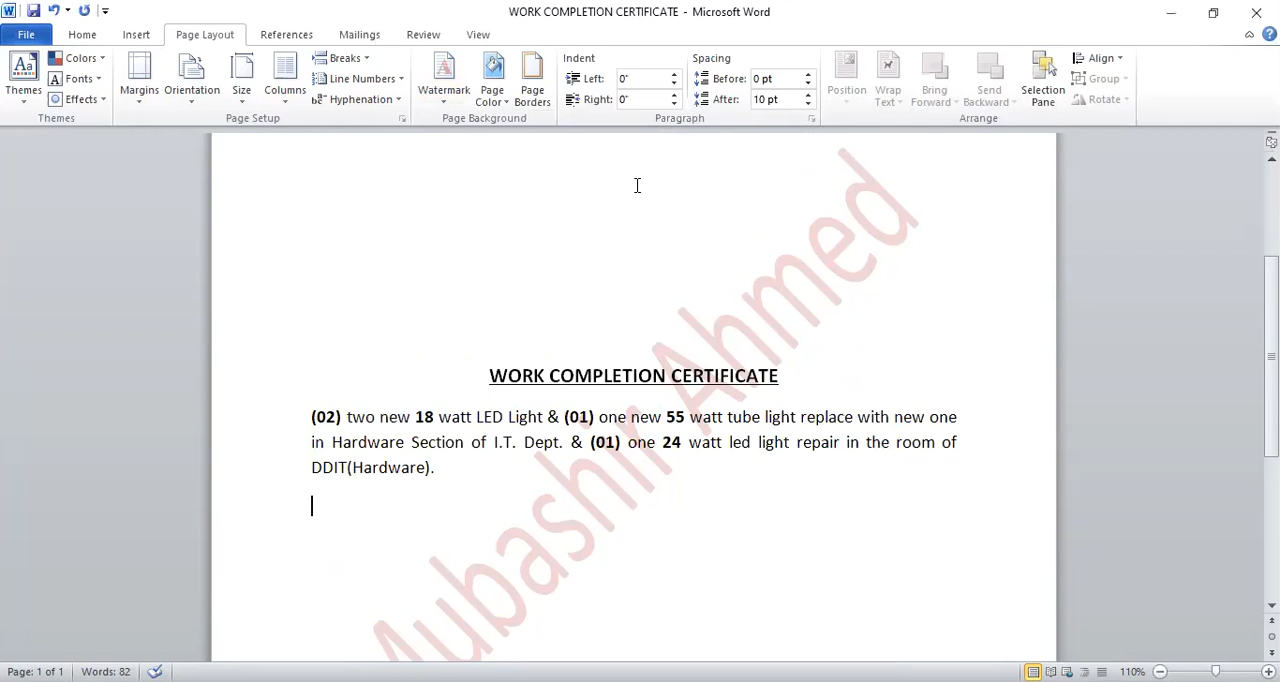 WORK COMPLETION CERTIFICATE - Microsoft Word
File Home Insert Page Layout References Mailings Review View
Themes
Colors
Fonts
Effects
Themes
Margins
Orientation
Size
Columns
Breaks
Line Numbers
Hyphenation
Page Setup
Watermark
Page Color
Page Borders
Page Background
Indent
Left: 0"
Right: 0"
Spacing
Before: 0 pt
After: 10 pt
Paragraph
Position
Wrap Text
Bring Forward
Send Backward
Selection Pane
Align
Group
Rotate
Arrange
WORK COMPLETION CERTIFICATE
(02) two new 18 watt LED Light & (01) one new 55 watt tube light replace with new one
in Hardware Section of I.T. Dept. & (01) one 24 watt led light repair in the room of
DDIT(Hardware).
Mubashir Ahmed
Page: 1 of 1 Words: 82 110%